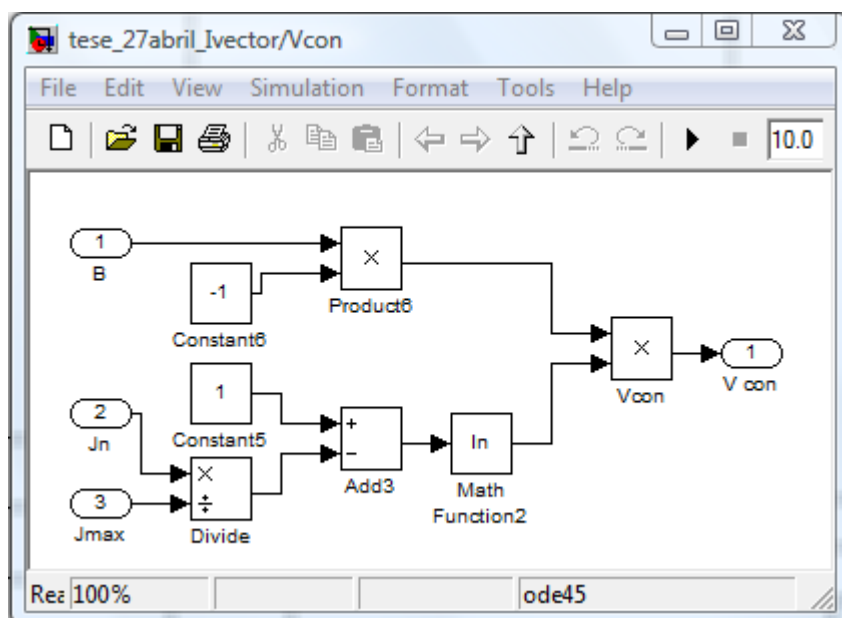 tese_27abril_Ivector/Vcon
File Edit View Simulation Format Tools Help
10.0
1
B
-1
Constant6
×
Product6
2
Jn
1
Constant5
3
Jmax
×
÷
Divide
+
−
Add3
ln
Math
Function2
×
Vcon
1
V con
Rea 100% ode45